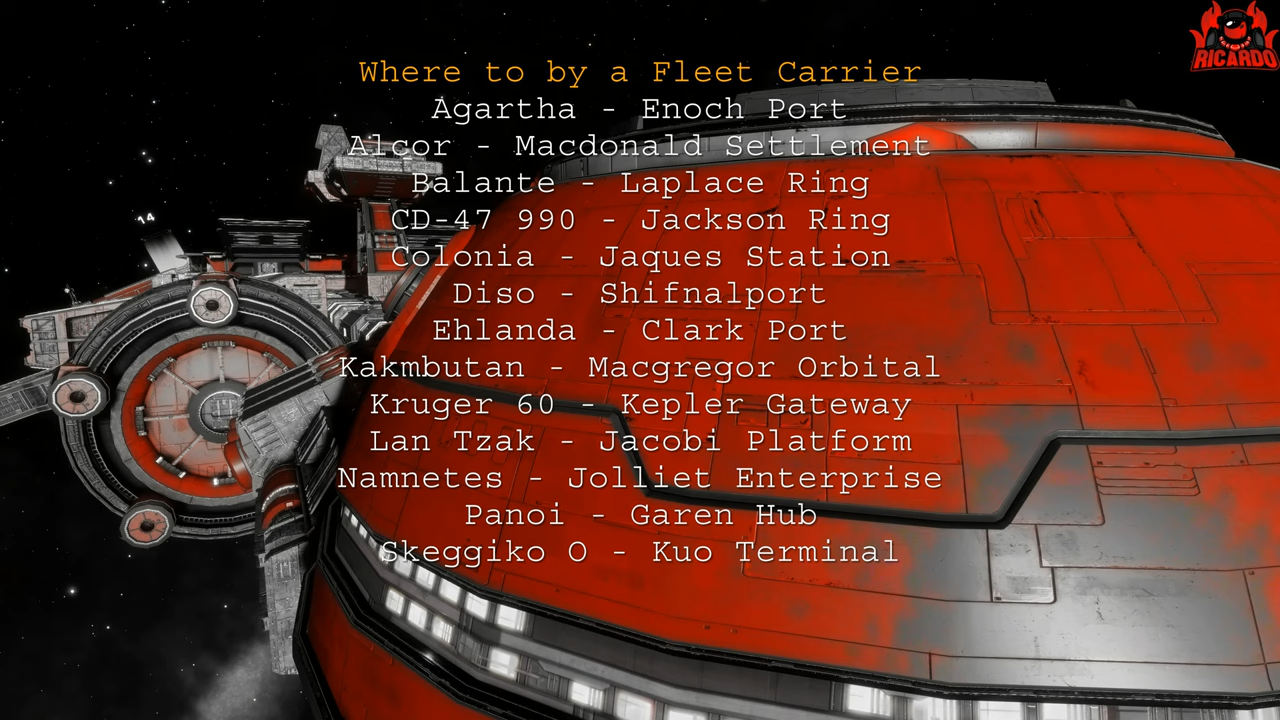 RICARDO
Where to by a Fleet Carrier
Agartha - Enoch Port
Alcor - Macdonald Settlement
Balante - Laplace Ring
CD-47 990 - Jackson Ring
Colonia - Jaques Station
Diso - Shifnalport
Ehlanda - Clark Port
Kakmbutan - Macgregor Orbital
Kruger 60 - Kepler Gateway
Lan Tzak - Jacobi Platform
Namnetes - Jolliet Enterprise
Panoi - Garen Hub
Skeggiko O - Kuo Terminal
14